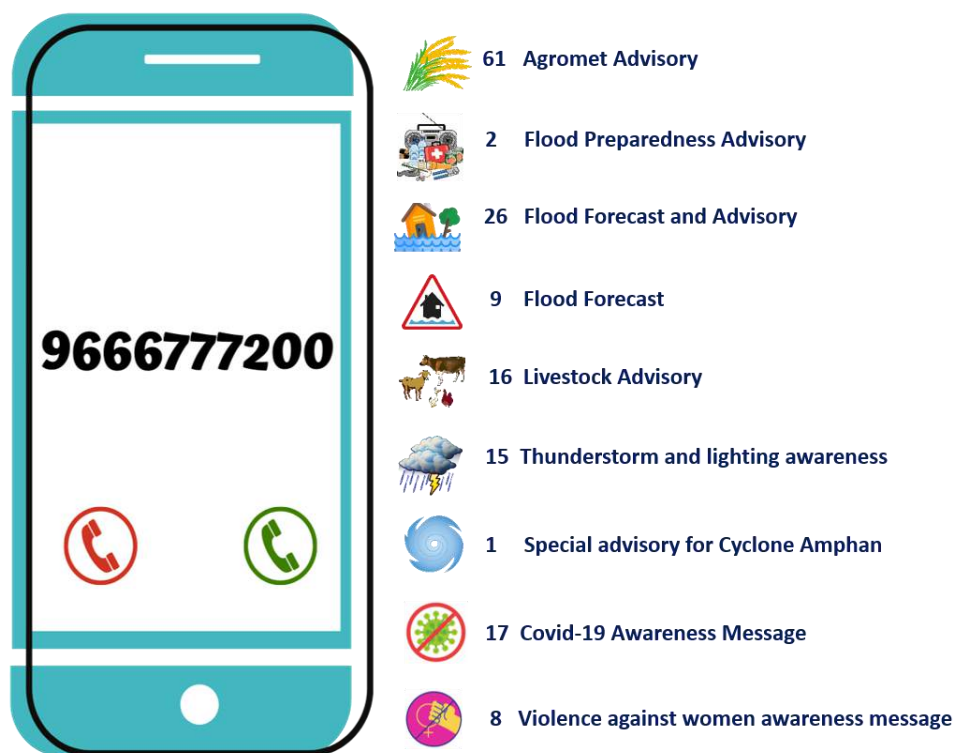 9666777200
61 Agromet Advisory
2 Flood Preparedness Advisory
26 Flood Forecast and Advisory
9 Flood Forecast
16 Livestock Advisory
15 Thunderstorm and lighting awareness
1 Special advisory for Cyclone Amphan
17 Covid-19 Awareness Message
8 Violence against women awareness message